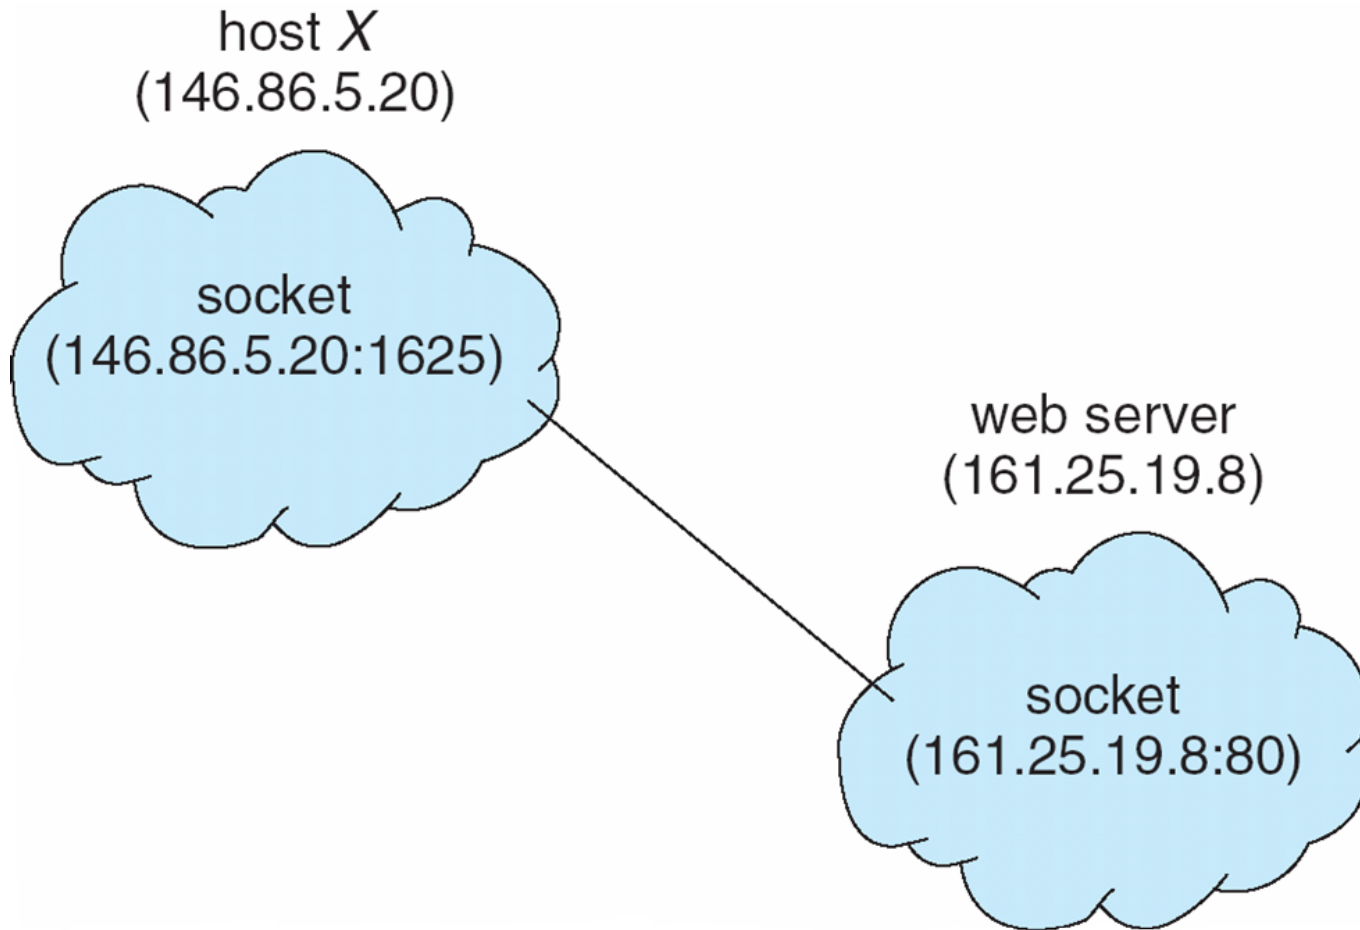 host X
(146.86.5.20)
socket
(146.86.5.20:1625)
web server
(161.25.19.8)
socket
(161.25.19.8:80)